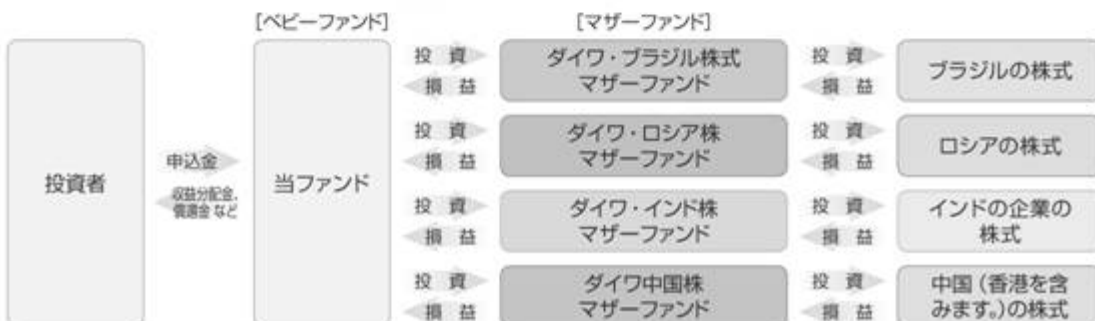 [ベビーファンド]
[マザーファンド]
投資者
申込金
収益分配金、
償還金 など
当ファンド
投 資
損 益
ダイワ・ブラジル株式
マザーファンド
投 資
損 益
ブラジルの株式
投 資
損 益
ダイワ・ロシア株
マザーファンド
投 資
損 益
ロシアの株式
投 資
損 益
ダイワ・インド株
マザーファンド
投 資
損 益
インドの企業の
株式
投 資
損 益
ダイワ中国株
マザーファンド
投 資
損 益
中国(香港を含
みます。)の株式